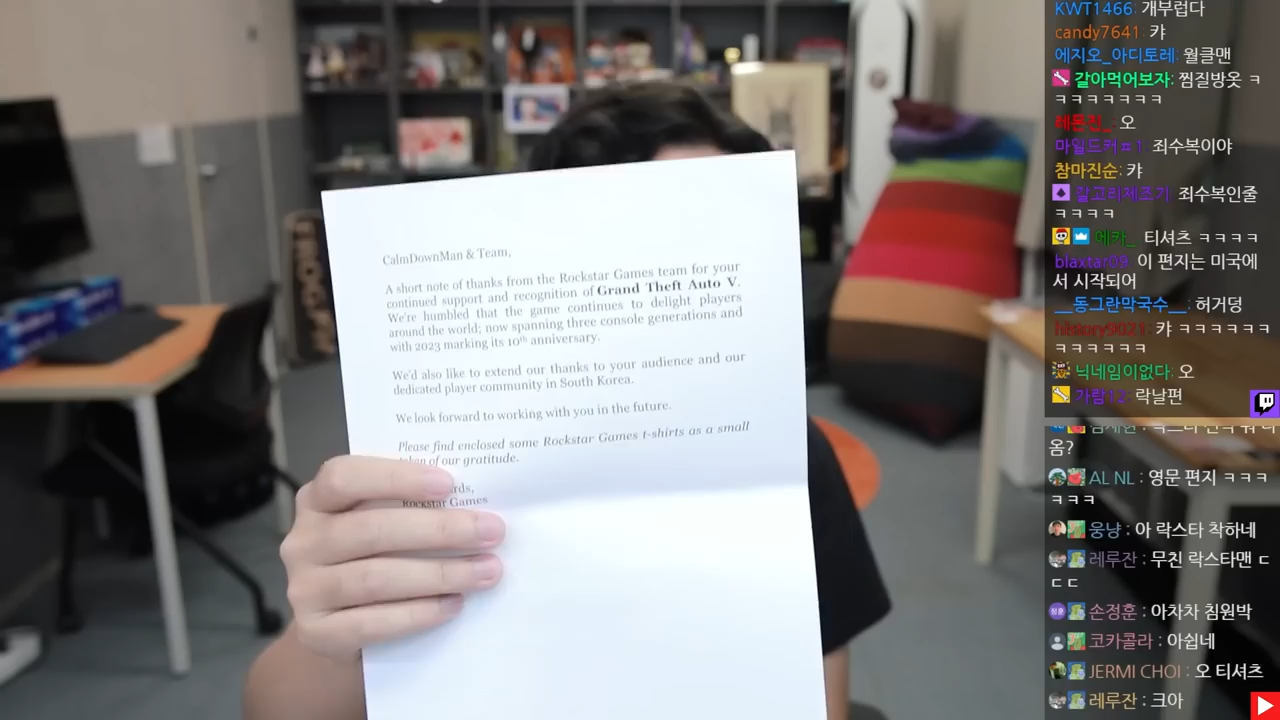 CalmDownMan & Team,
A short note of thanks from the Rockstar Games team for your
continued support and recognition of Grand Theft Auto V.
We're humbled that the game continues to delight players
around the world; now spanning three console generations and
with 2023 marking its 10th anniversary.
We'd also like to extend our thanks to your audience and our
dedicated player community in South Korea.
We look forward to working with you in the future.
Please find enclosed some Rockstar Games t-shirts as a small
token of our gratitude.
Rockstar Games
KWT1466: 개부럽다
candy7641: 캬
에지오_아디토레: 월클맨
갈아먹어보자: 찜질방옷 ㅋ
ㅋㅋㅋㅋㅋㅋㅋ
레몬진_: 오
마일드커피1: 죄수복이야
참마진순: 캬
갈고리제조기: 죄수복인줄
ㅋㅋㅋㅋ
메카_: 티셔츠 ㅋㅋㅋㅋ
blaxtar09: 이 편지는 미국에
서 시작되어
__동그란막국수__: 허거덩
캬 ㅋㅋㅋㅋㅋㅋ
ㅋㅋㅋㅋㅋㅋ
닉네임이없다: 오
가람12: 락날편
옴?
AL NL : 영문 편지 ㅋㅋㅋ
ㅋㅋㅋ
웅냥 : 아 락스타 착하네
레루잔 : 무친 락스타맨 ㄷ
ㄷㄷ
손정훈 : 아차차 침원박
코카콜라 : 아쉽네
JERMI CHOI : 오 티셔츠
레루잔 : 크아